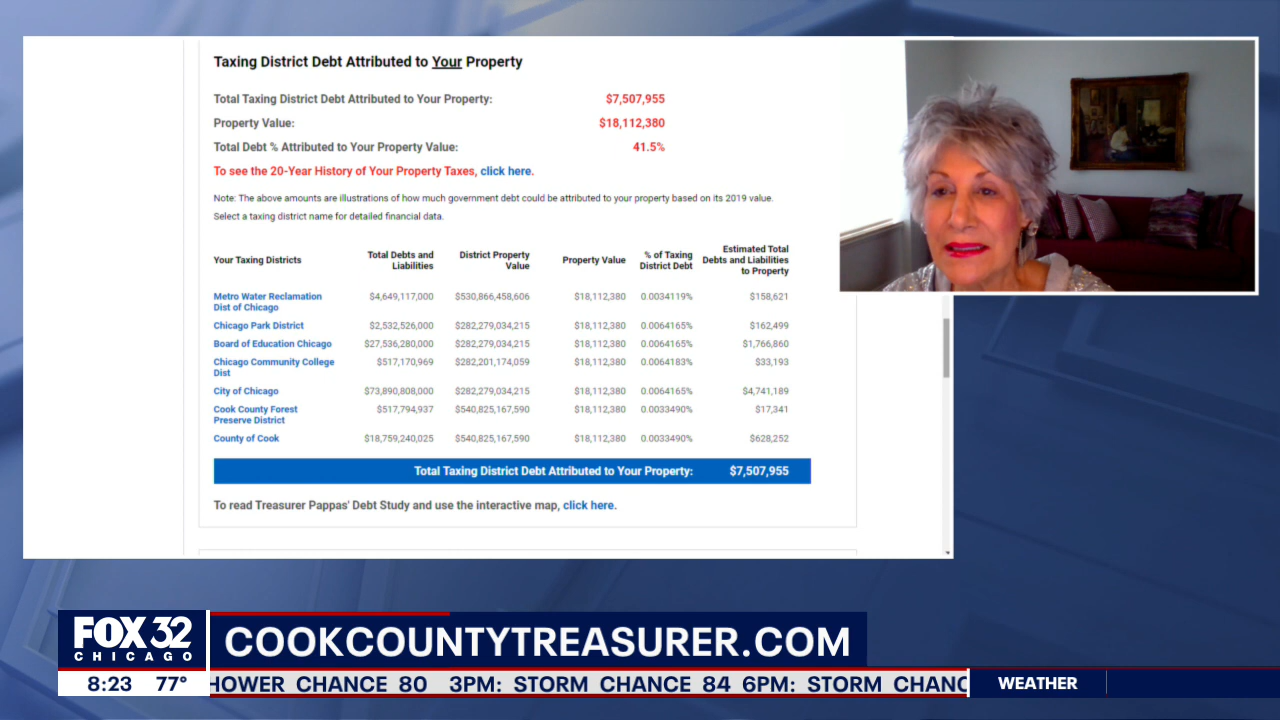 Taxing District Debt Attributed to Your Property
Total Taxing District Debt Attributed to Your Property: $7,507,955
Property Value: $18,112,380
Total Debt % Attributed to Your Property Value: 41.5%
To see the 20-Year History of Your Property Taxes, click here.
Note: The above amounts are illustrations of how much government debt could be attributed to your property based on its 2019 value.
Select a taxing district name for detailed financial data.
Your Taxing Districts
Total Debts and
Liabilities
District Property
Value
Property Value
% of Taxing
District Debt
Estimated Total
Debts and Liabilities
to Property
Metro Water Reclamation
Dist of Chicago
$4,649,117,000 $530,866,458,606 $18,112,380 0.0034119% $158,621
Chicago Park District $2,532,526,000 $282,279,034,215 $18,112,380 0.0064165% $162,499
Board of Education Chicago $27,536,280,000 $282,279,034,215 $18,112,380 0.0064165% $1,766,860
Chicago Community College
Dist
$517,170,969 $282,201,174,059 $18,112,380 0.0064183% $33,193
City of Chicago $73,890,808,000 $282,279,034,215 $18,112,380 0.0064165% $4,741,189
Cook County Forest
Preserve District
$517,794,937 $540,825,167,590 $18,112,380 0.0033490% $17,341
County of Cook $18,759,240,025 $540,825,167,590 $18,112,380 0.0033490% $628,252
Total Taxing District Debt Attributed to Your Property: $7,507,955
To read Treasurer Pappas' Debt Study and use the interactive map, click here.
FOX 32
CHICAGO
COOKCOUNTYTREASURER.COM
8:23 77° HOWER CHANCE 80 3PM: STORM CHANCE 84 6PM: STORM CHANC WEATHER